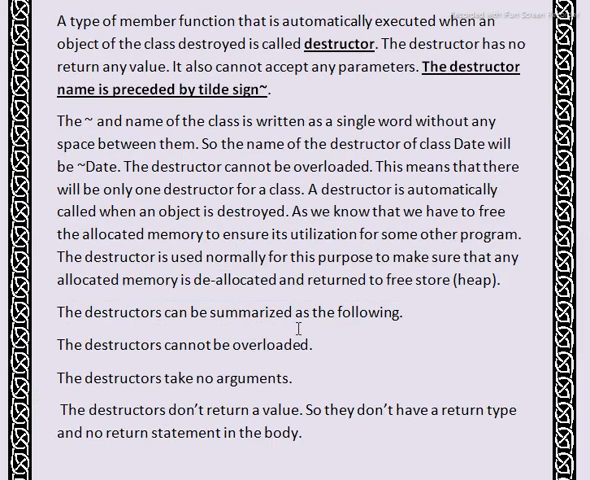 Recorded with iFun Screen
A type of member function that is automatically executed when an
object of the class destroyed is called destructor. The destructor has no
return any value. It also cannot accept any parameters. The destructor
name is preceded by tilde sign~.
The ~ and name of the class is written as a single word without any
space between them. So the name of the destructor of class Date will
be ~Date. The destructor cannot be overloaded. This means that there
will be only one destructor for a class. A destructor is automatically
called when an object is destroyed. As we know that we have to free
the allocated memory to ensure its utilization for some other program.
The destructor is used normally for this purpose to make sure that any
allocated memory is de-allocated and returned to free store (heap).
The destructors can be summarized as the following.
The destructors cannot be overloaded.
The destructors take no arguments.
The destructors don’t return a value. So they don’t have a return type
and no return statement in the body.